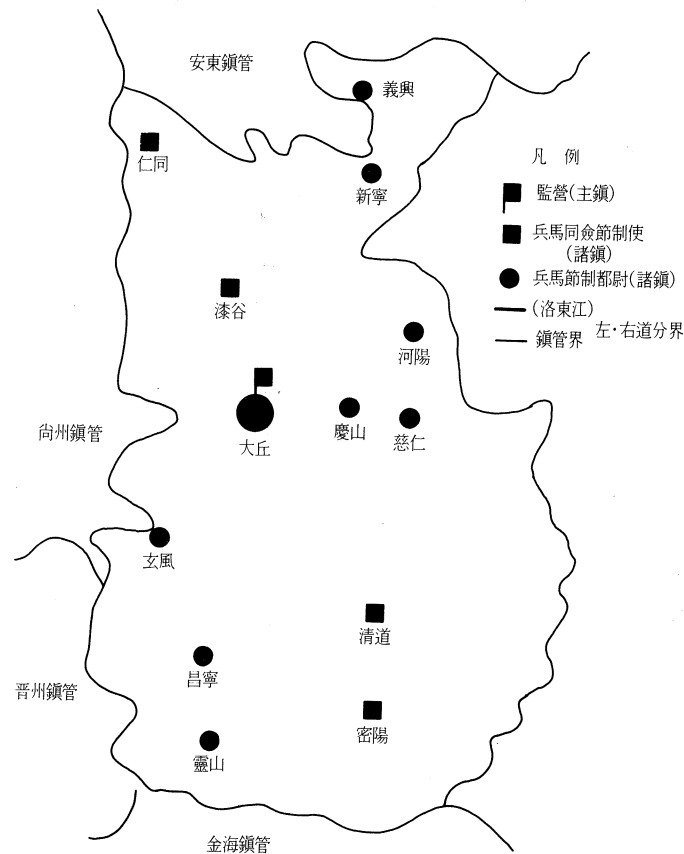 安東鎭管
義興
仁同
新寧
漆谷
河陽
大丘
慶山
慈仁
尙州鎭管
玄風
淸道
昌寧
晋州鎭管
密陽
靈山
金海鎭管
凡 例
監營(主鎭)
兵馬同僉節制使
(諸鎭)
兵馬節制都尉(諸鎭)
(洛東江)
鎭管界 左·右道分界